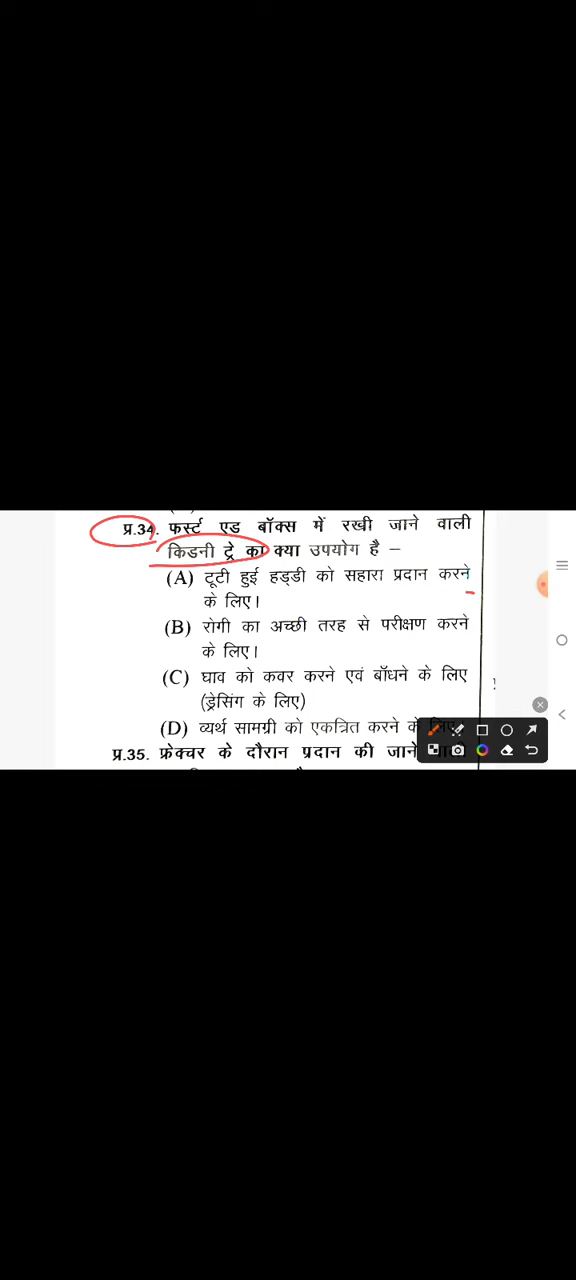 प्र.34. फर्स्ट एड बॉक्स में रखी जाने वाली
किडनी ट्रे का क्या उपयोग है –
(A) टूटी हुई हड्डी को सहारा प्रदान करने
के लिए।
(B) रोगी का अच्छी तरह से परीक्षण करने
के लिए।
(C) घाव को कवर करने एवं बाँधने के लिए
(ड्रेसिंग के लिए)
(D) व्यर्थ सामग्री को एकत्रित करने के लिए
प्र.35. फ्रेक्चर के दौरान प्रदान की जाने